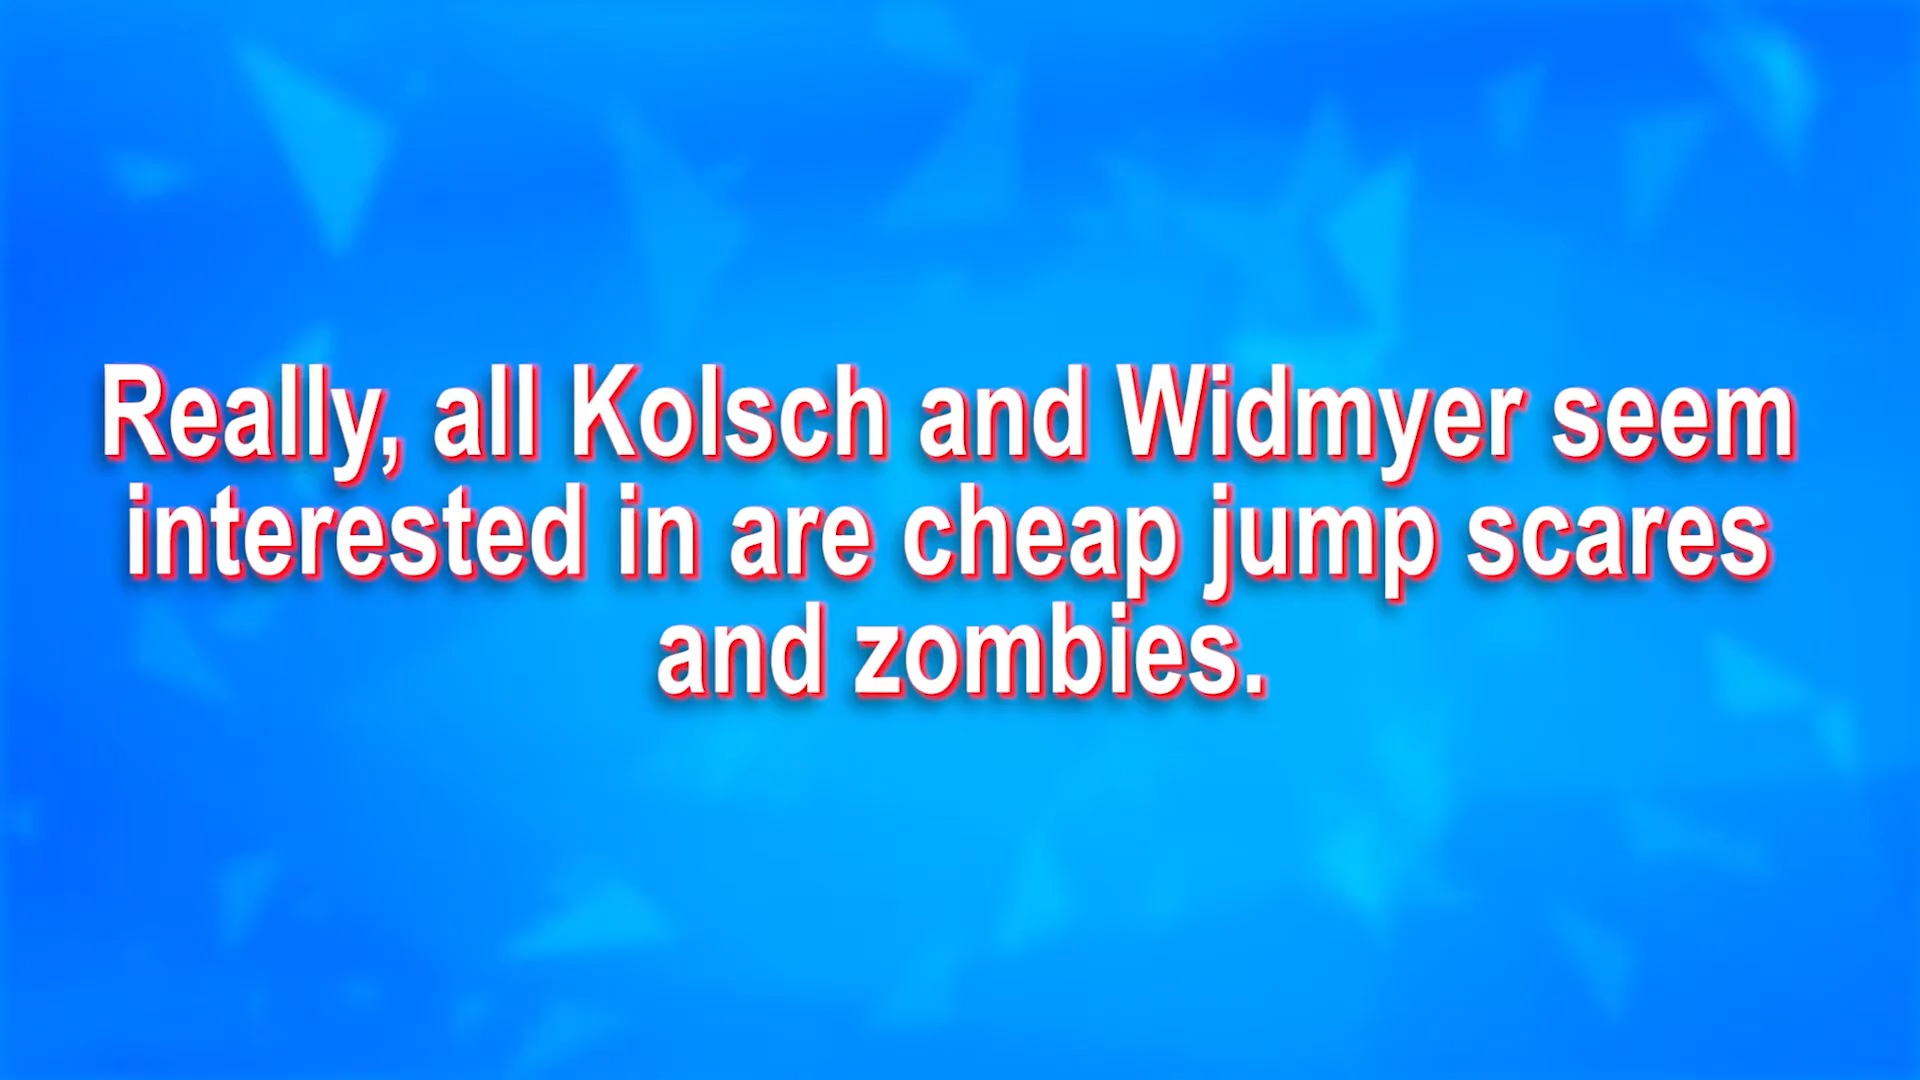 Really, all Kolsch and Widmyer seem
interested in are cheap jump scares
and zombies.